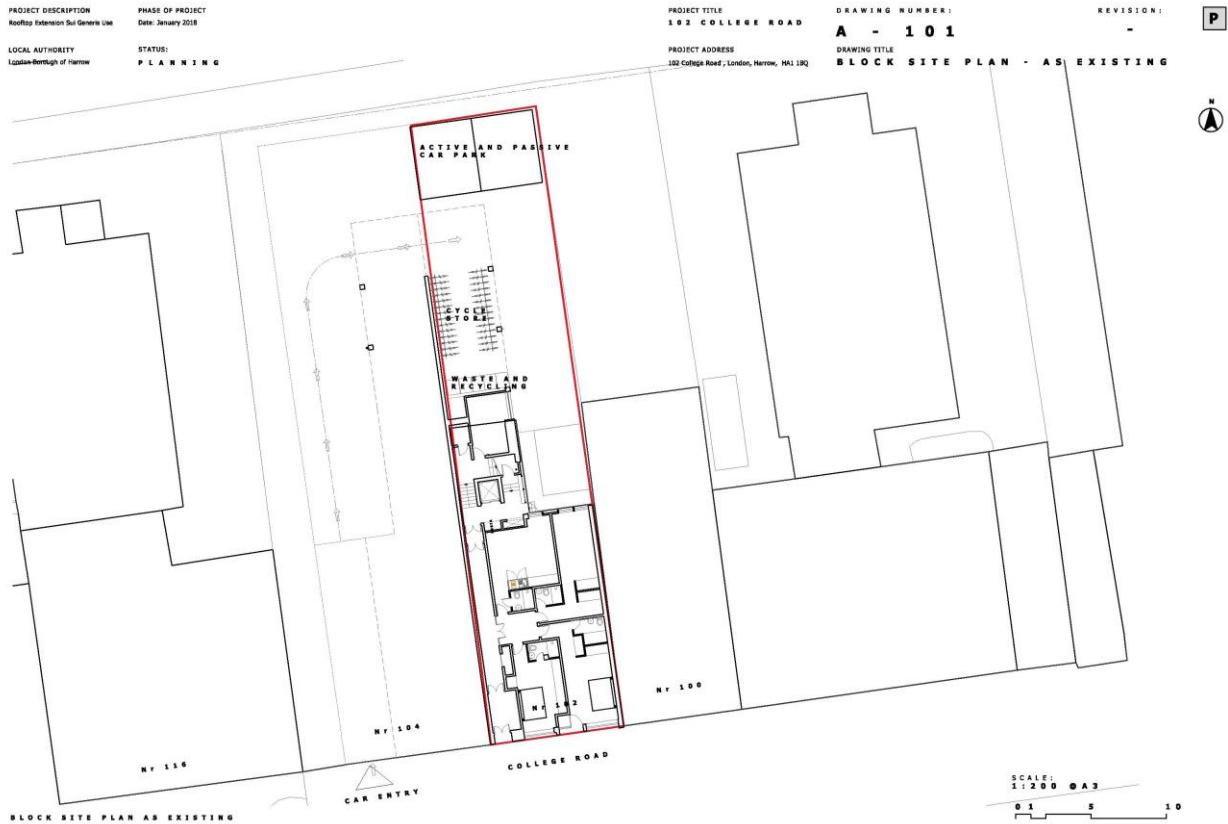 PROJECT DESCRIPTION
Rooftop Extension Sui Generis Use
PHASE OF PROJECT
Date: January 2018
LOCAL AUTHORITY
London Borough of Harrow
STATUS:
PLANNING
PROJECT TITLE
102 COLLEGE ROAD
PROJECT ADDRESS
102 College Road , London, Harrow, HA1 1BQ
DRAWING NUMBER:
A - 101
DRAWING TITLE
BLOCK SITE PLAN - AS EXISTING
REVISION:
-
P
N
ACTIVE AND PASSIVE
CAR PARK
CYCLE
STORE
WASTE AND
RECYCLING
Nr 100
Nr 102
Nr 104
Nr 116
COLLEGE ROAD
CAR ENTRY
SCALE:
1:200 @A3
0 1 5 10
BLOCK SITE PLAN AS EXISTING